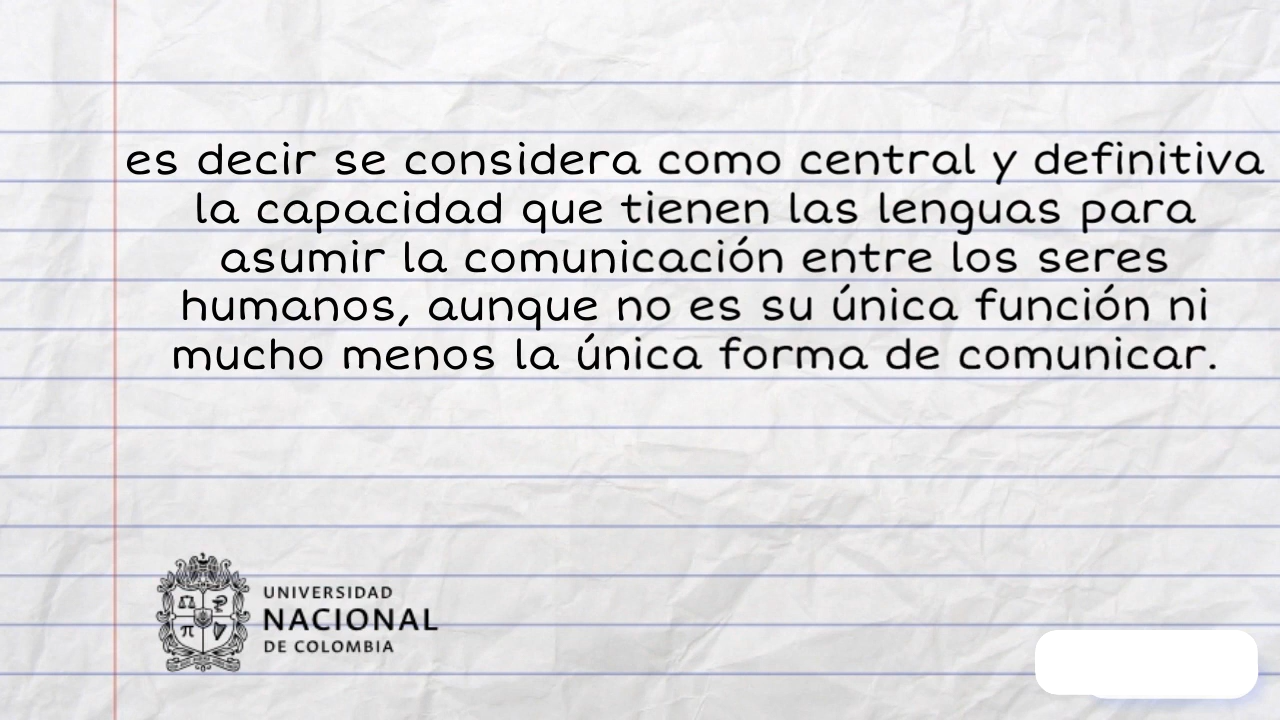 es decir se considera como central y definitiva
la capacidad que tienen las lenguas para
asumir la comunicación entre los seres
humanos, aunque no es su única función ni
mucho menos la única forma de comunicar.
UNIVERSIDAD
NACIONAL
DE COLOMBIA